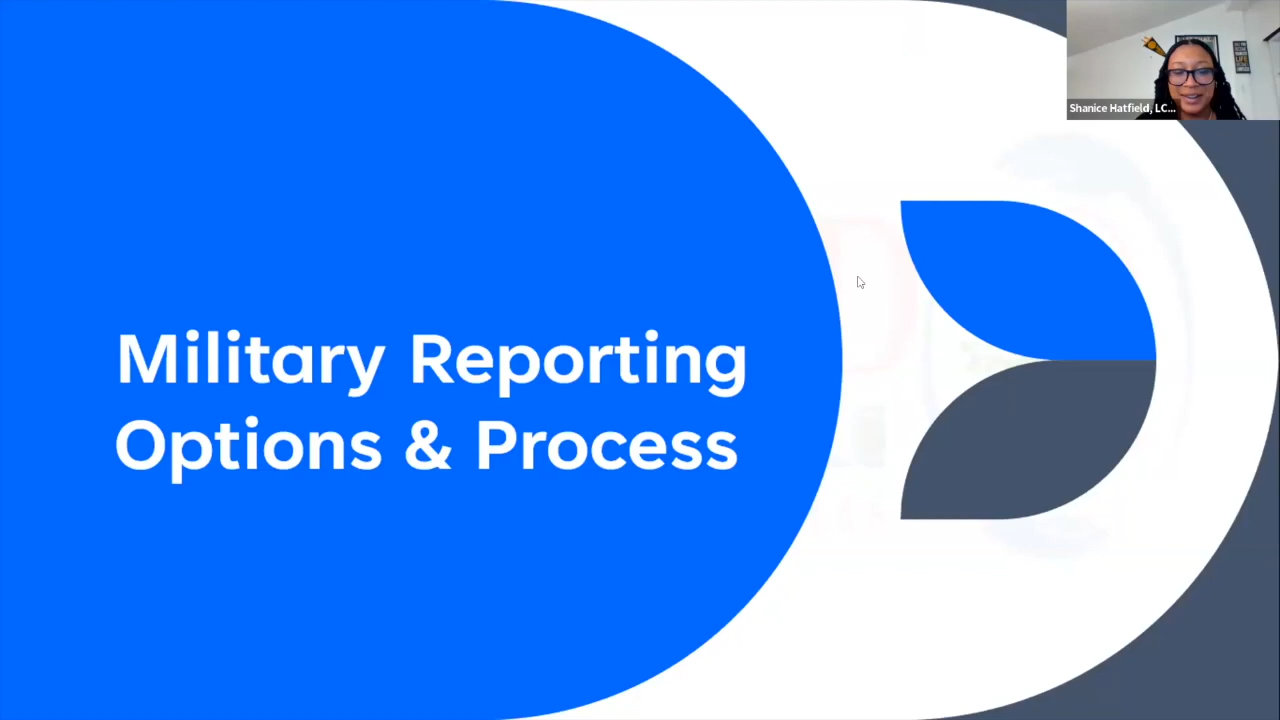 Shanice Hatfield, LC...
Military Reporting
Options & Process